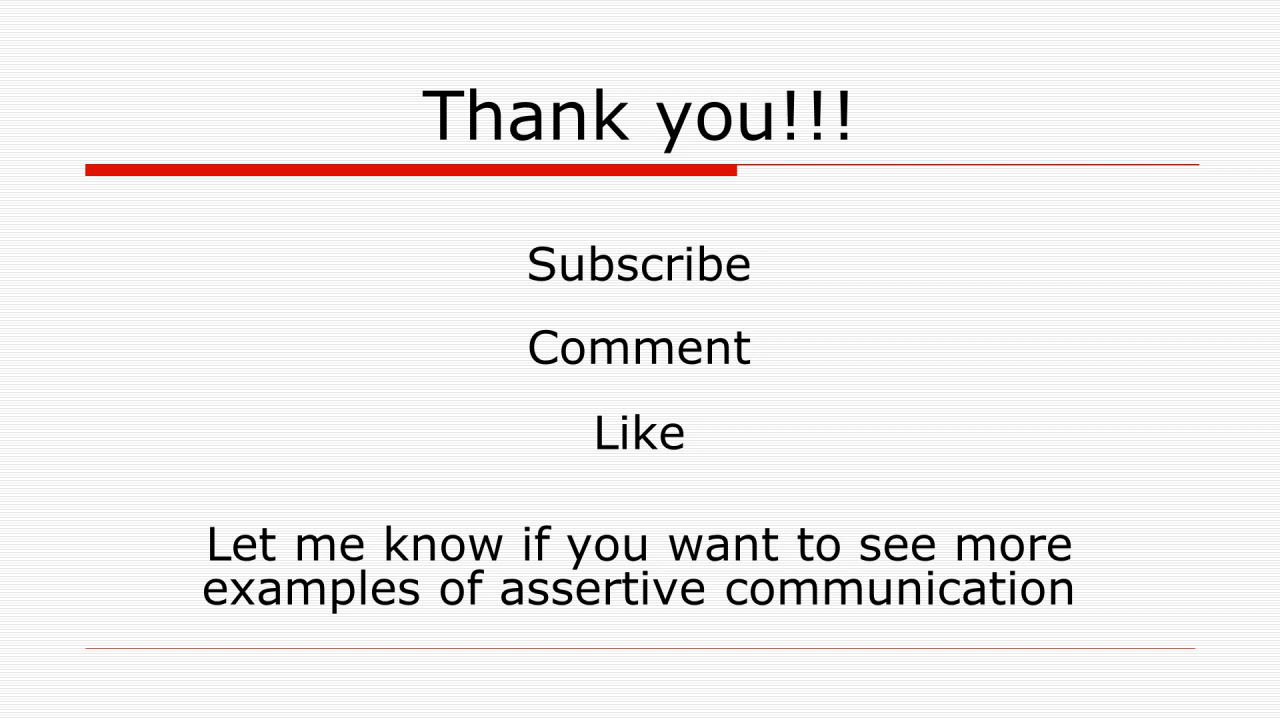 Thank you!!!
Subscribe
Comment
Like
Let me know if you want to see more
examples of assertive communication